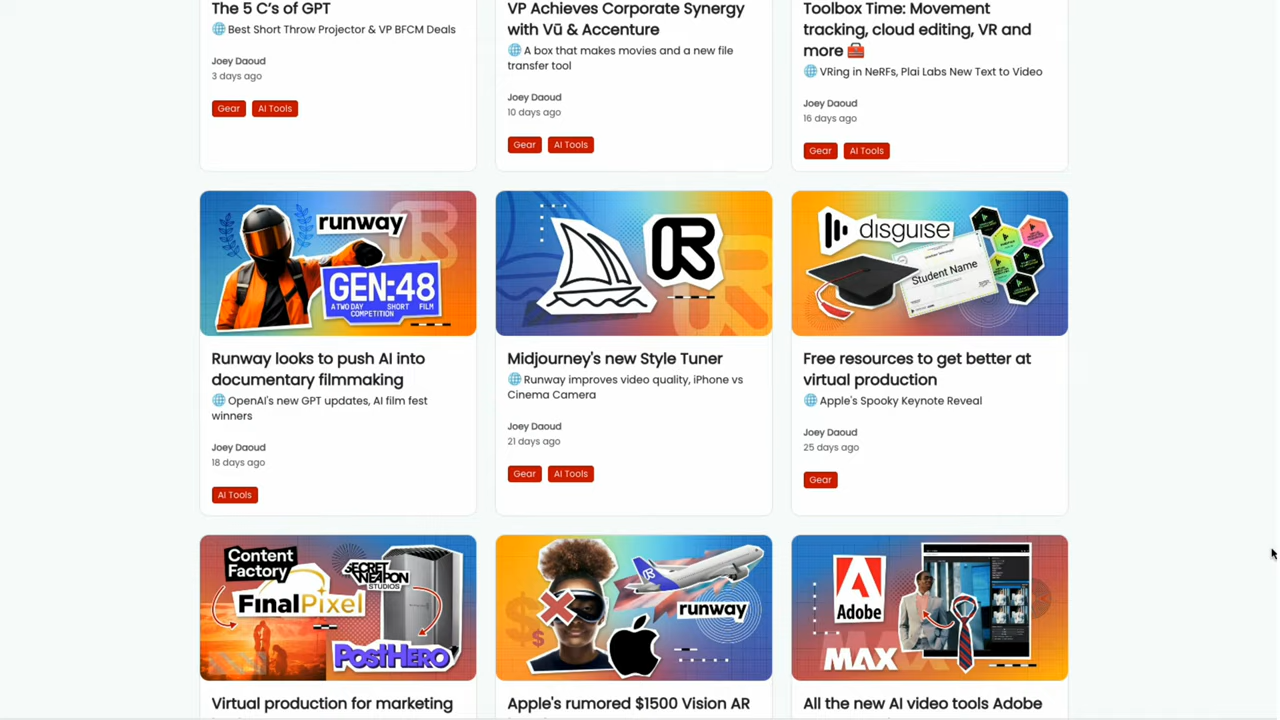 The 5 C's of GPT
Best Short Throw Projector & VP BFCM Deals
Joey Daoud
3 days ago
Gear AI Tools
VP Achieves Corporate Synergy
with Vū & Accenture
A box that makes movies and a new file
transfer tool
Joey Daoud
10 days ago
Gear AI Tools
Toolbox Time: Movement
tracking, cloud editing, VR and
more
VRing in NeRFs, Plai Labs New Text to Video
Joey Daoud
16 days ago
Gear AI Tools
runway
GEN:48
A TWO DAY SHORT FILM
COMPETITION
Runway looks to push AI into
documentary filmmaking
OpenAI's new GPT updates, AI film fest
winners
Joey Daoud
18 days ago
AI Tools
Midjourney's new Style Tuner
Runway improves video quality, iPhone vs
Cinema Camera
Joey Daoud
21 days ago
Gear AI Tools
disguise
Student Name
Free resources to get better at
virtual production
Apple's Spooky Keynote Reveal
Joey Daoud
25 days ago
Gear
Content
Factory
SECRET
WEAPON
STUDIOS
FINALPIXEL
POSTHERO
Virtual production for marketing
runway
Apple's rumored $1500 Vision AR
Adobe
MAX
All the new AI video tools Adobe